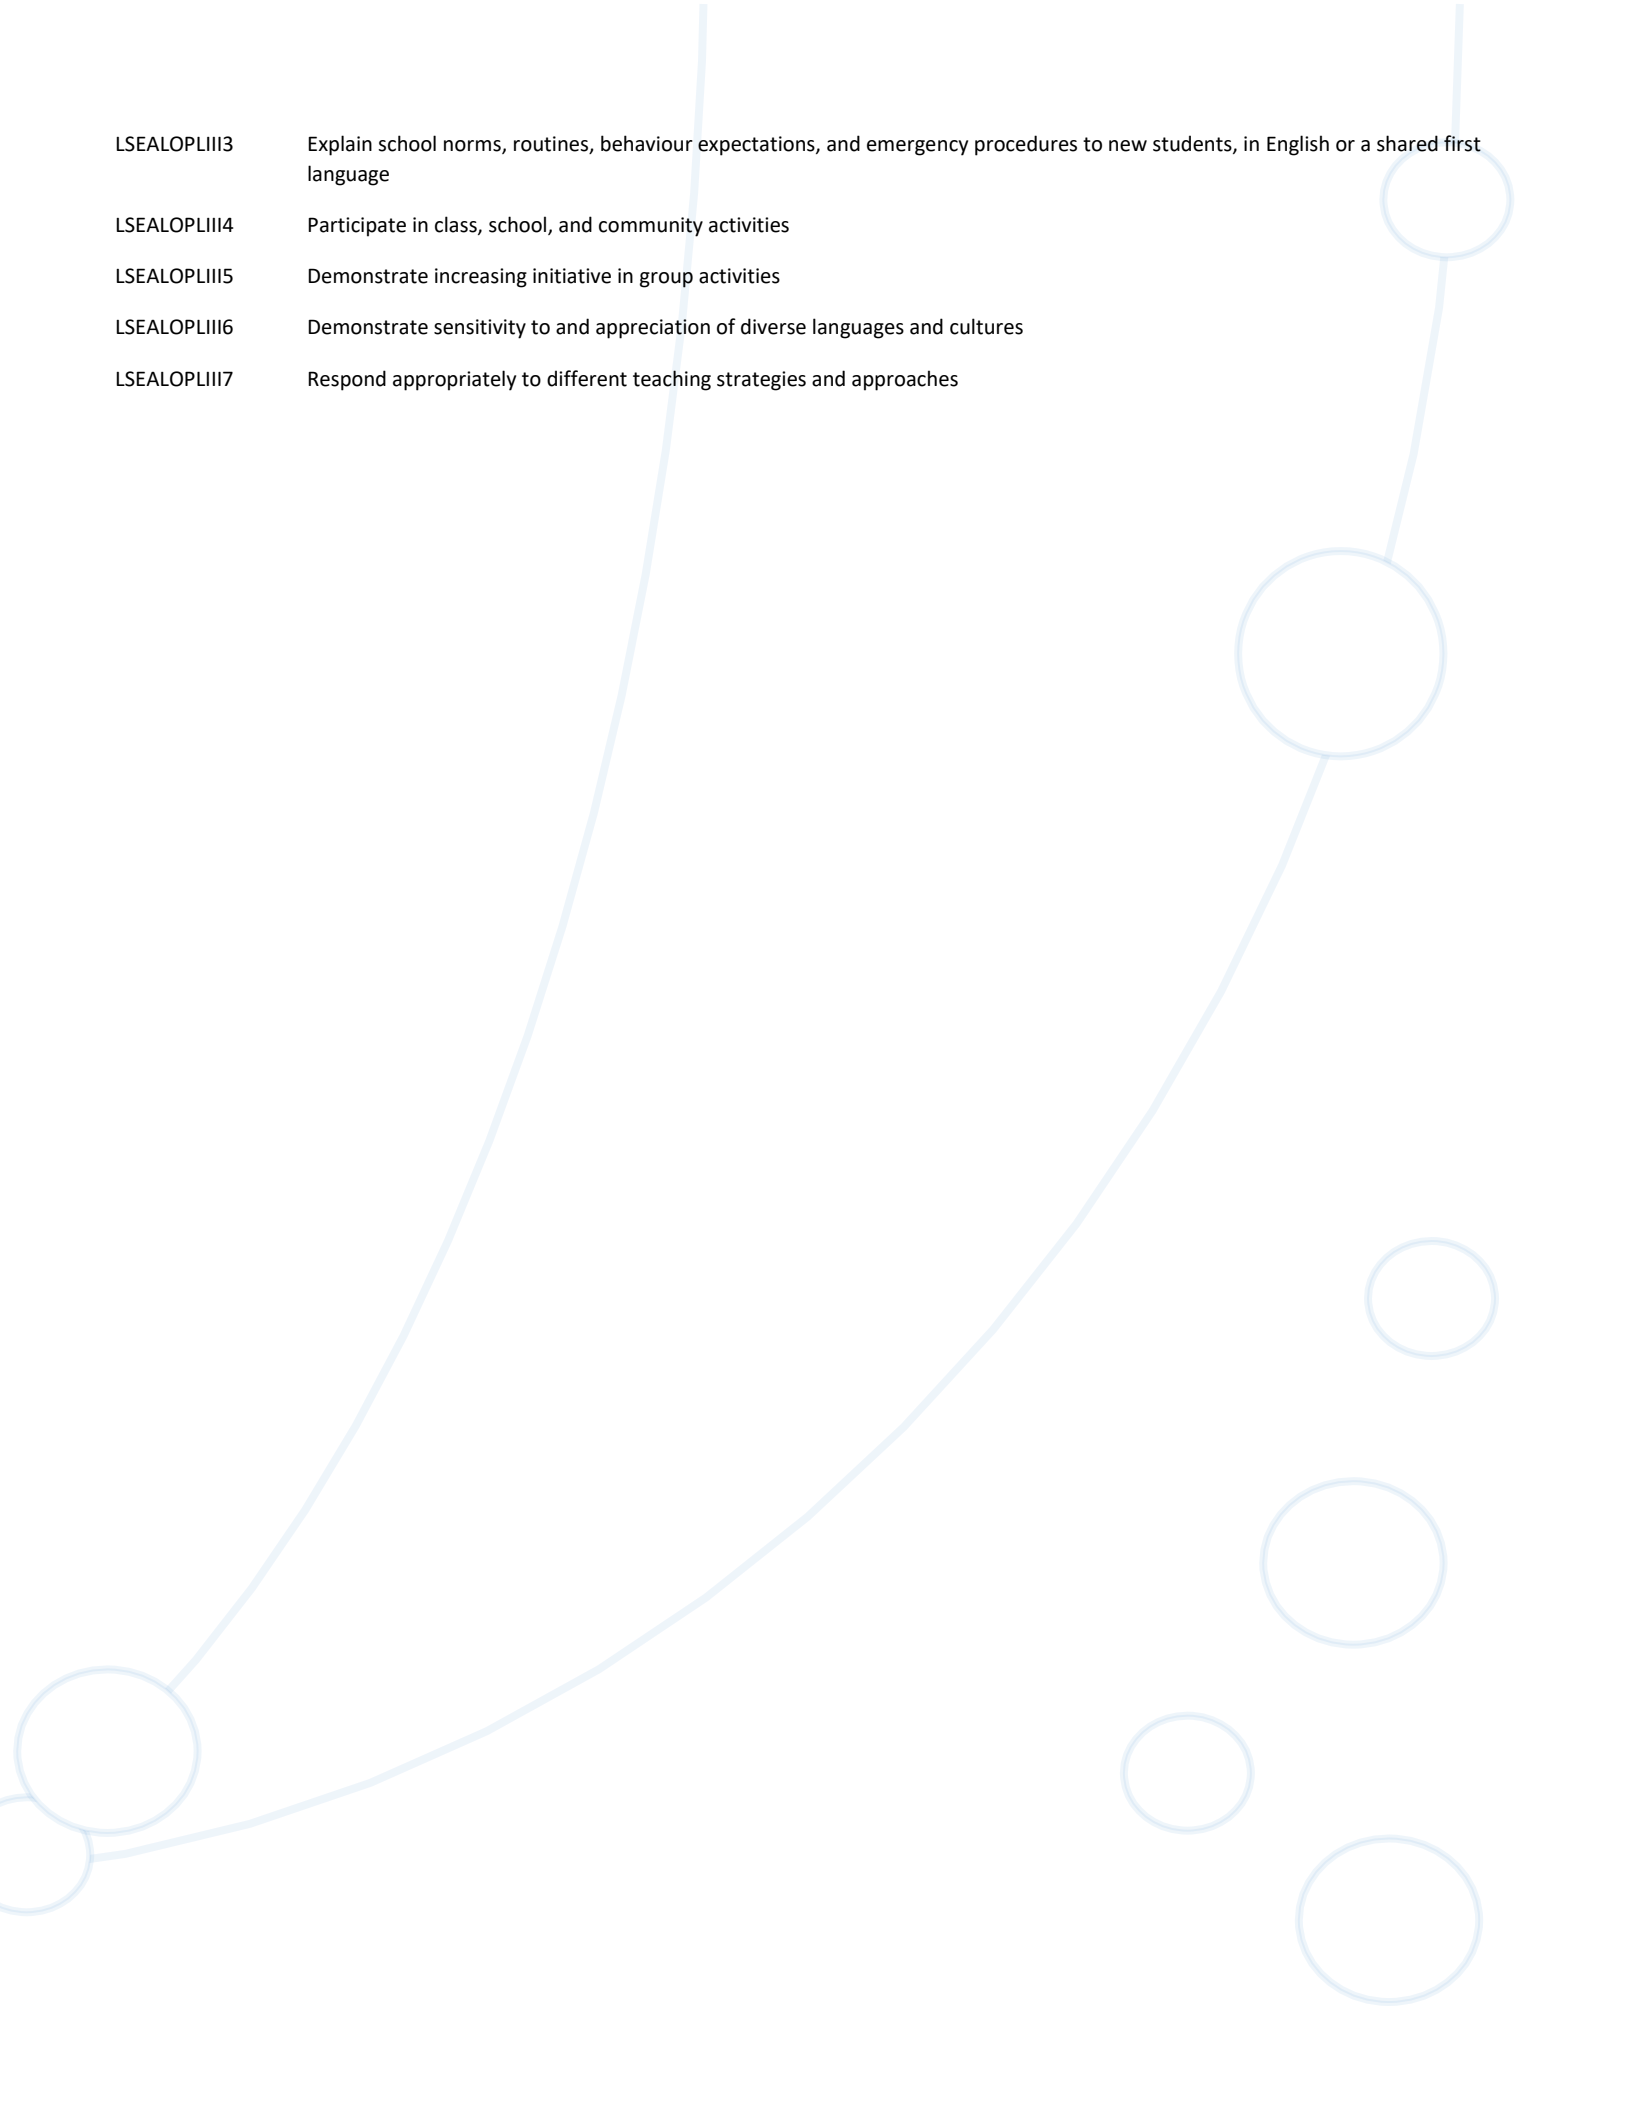 LSEALOPLIII3 Explain school norms, routines, behaviour expectations, and emergency procedures to new students, in English or a shared first
language
LSEALOPLIII4 Participate in class, school, and community activities
LSEALOPLIII5 Demonstrate increasing initiative in group activities
LSEALOPLIII6 Demonstrate sensitivity to and appreciation of diverse languages and cultures
LSEALOPLIII7 Respond appropriately to different teaching strategies and approaches